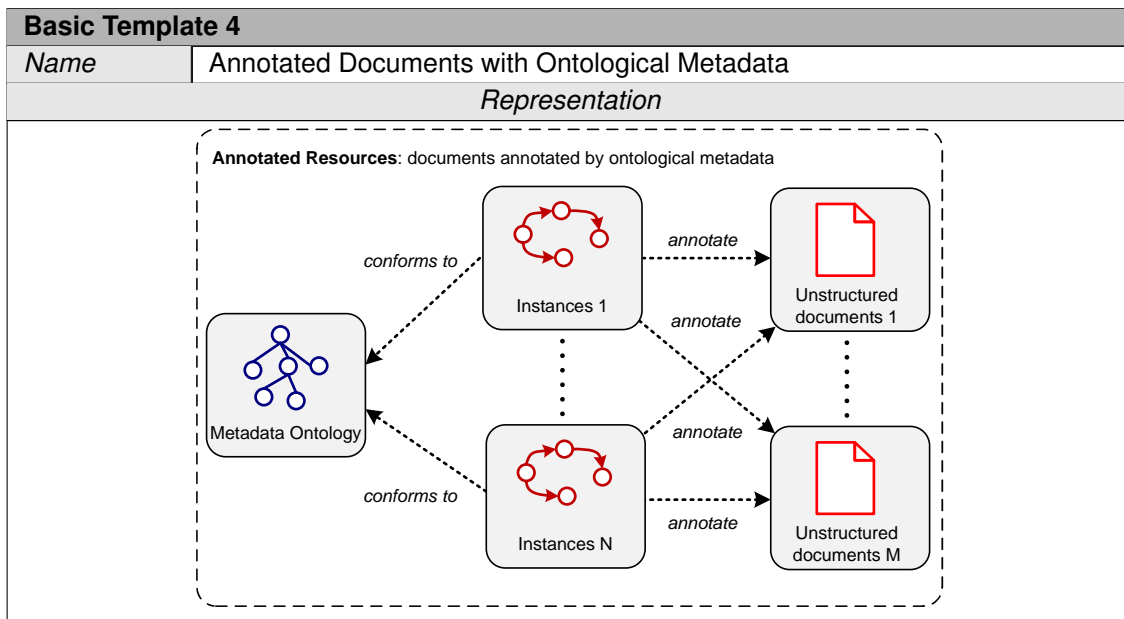 Basic Template 4
Name
Annotated Documents with Ontological Metadata
Representation
Annotated Resources: documents annotated by ontological metadata
conforms to
Instances 1
annotate
Unstructured
documents 1
annotate
Metadata Ontology
annotate
conforms to
Instances N
annotate
Unstructured
documents M